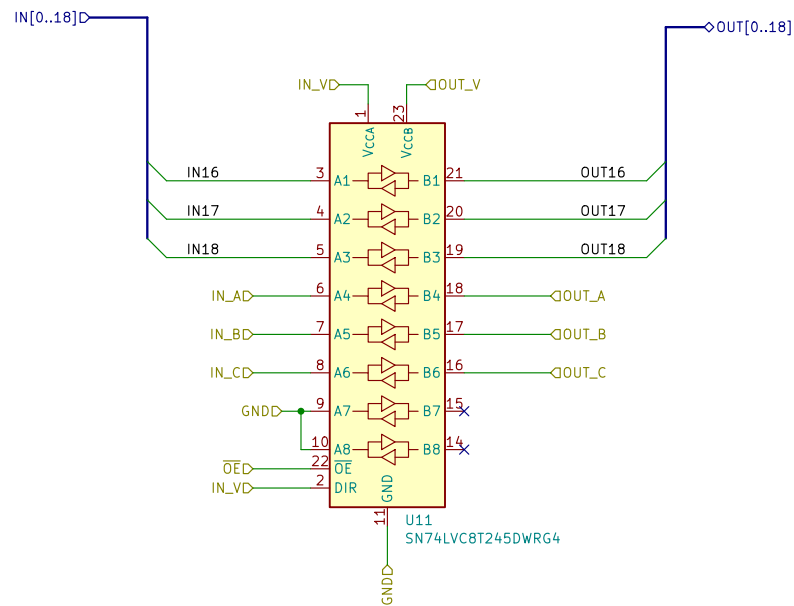 IN[0..18]
OUT[0..18]
IN_V
OUT_V
1
23
VCCA
VCCB
IN16
3
A1
B1
21
OUT16
IN17
4
A2
B2
20
OUT17
IN18
5
A3
B3
19
OUT18
IN_A
6
A4
B4
18
OUT_A
IN_B
7
A5
B5
17
OUT_B
IN_C
8
A6
B6
16
OUT_C
GND
9
A7
B7
15
10
A8
B8
14
OE
22
OE
IN_V
2
DIR
GND
11
U11
SN74LVC8T245DWRG4
GND